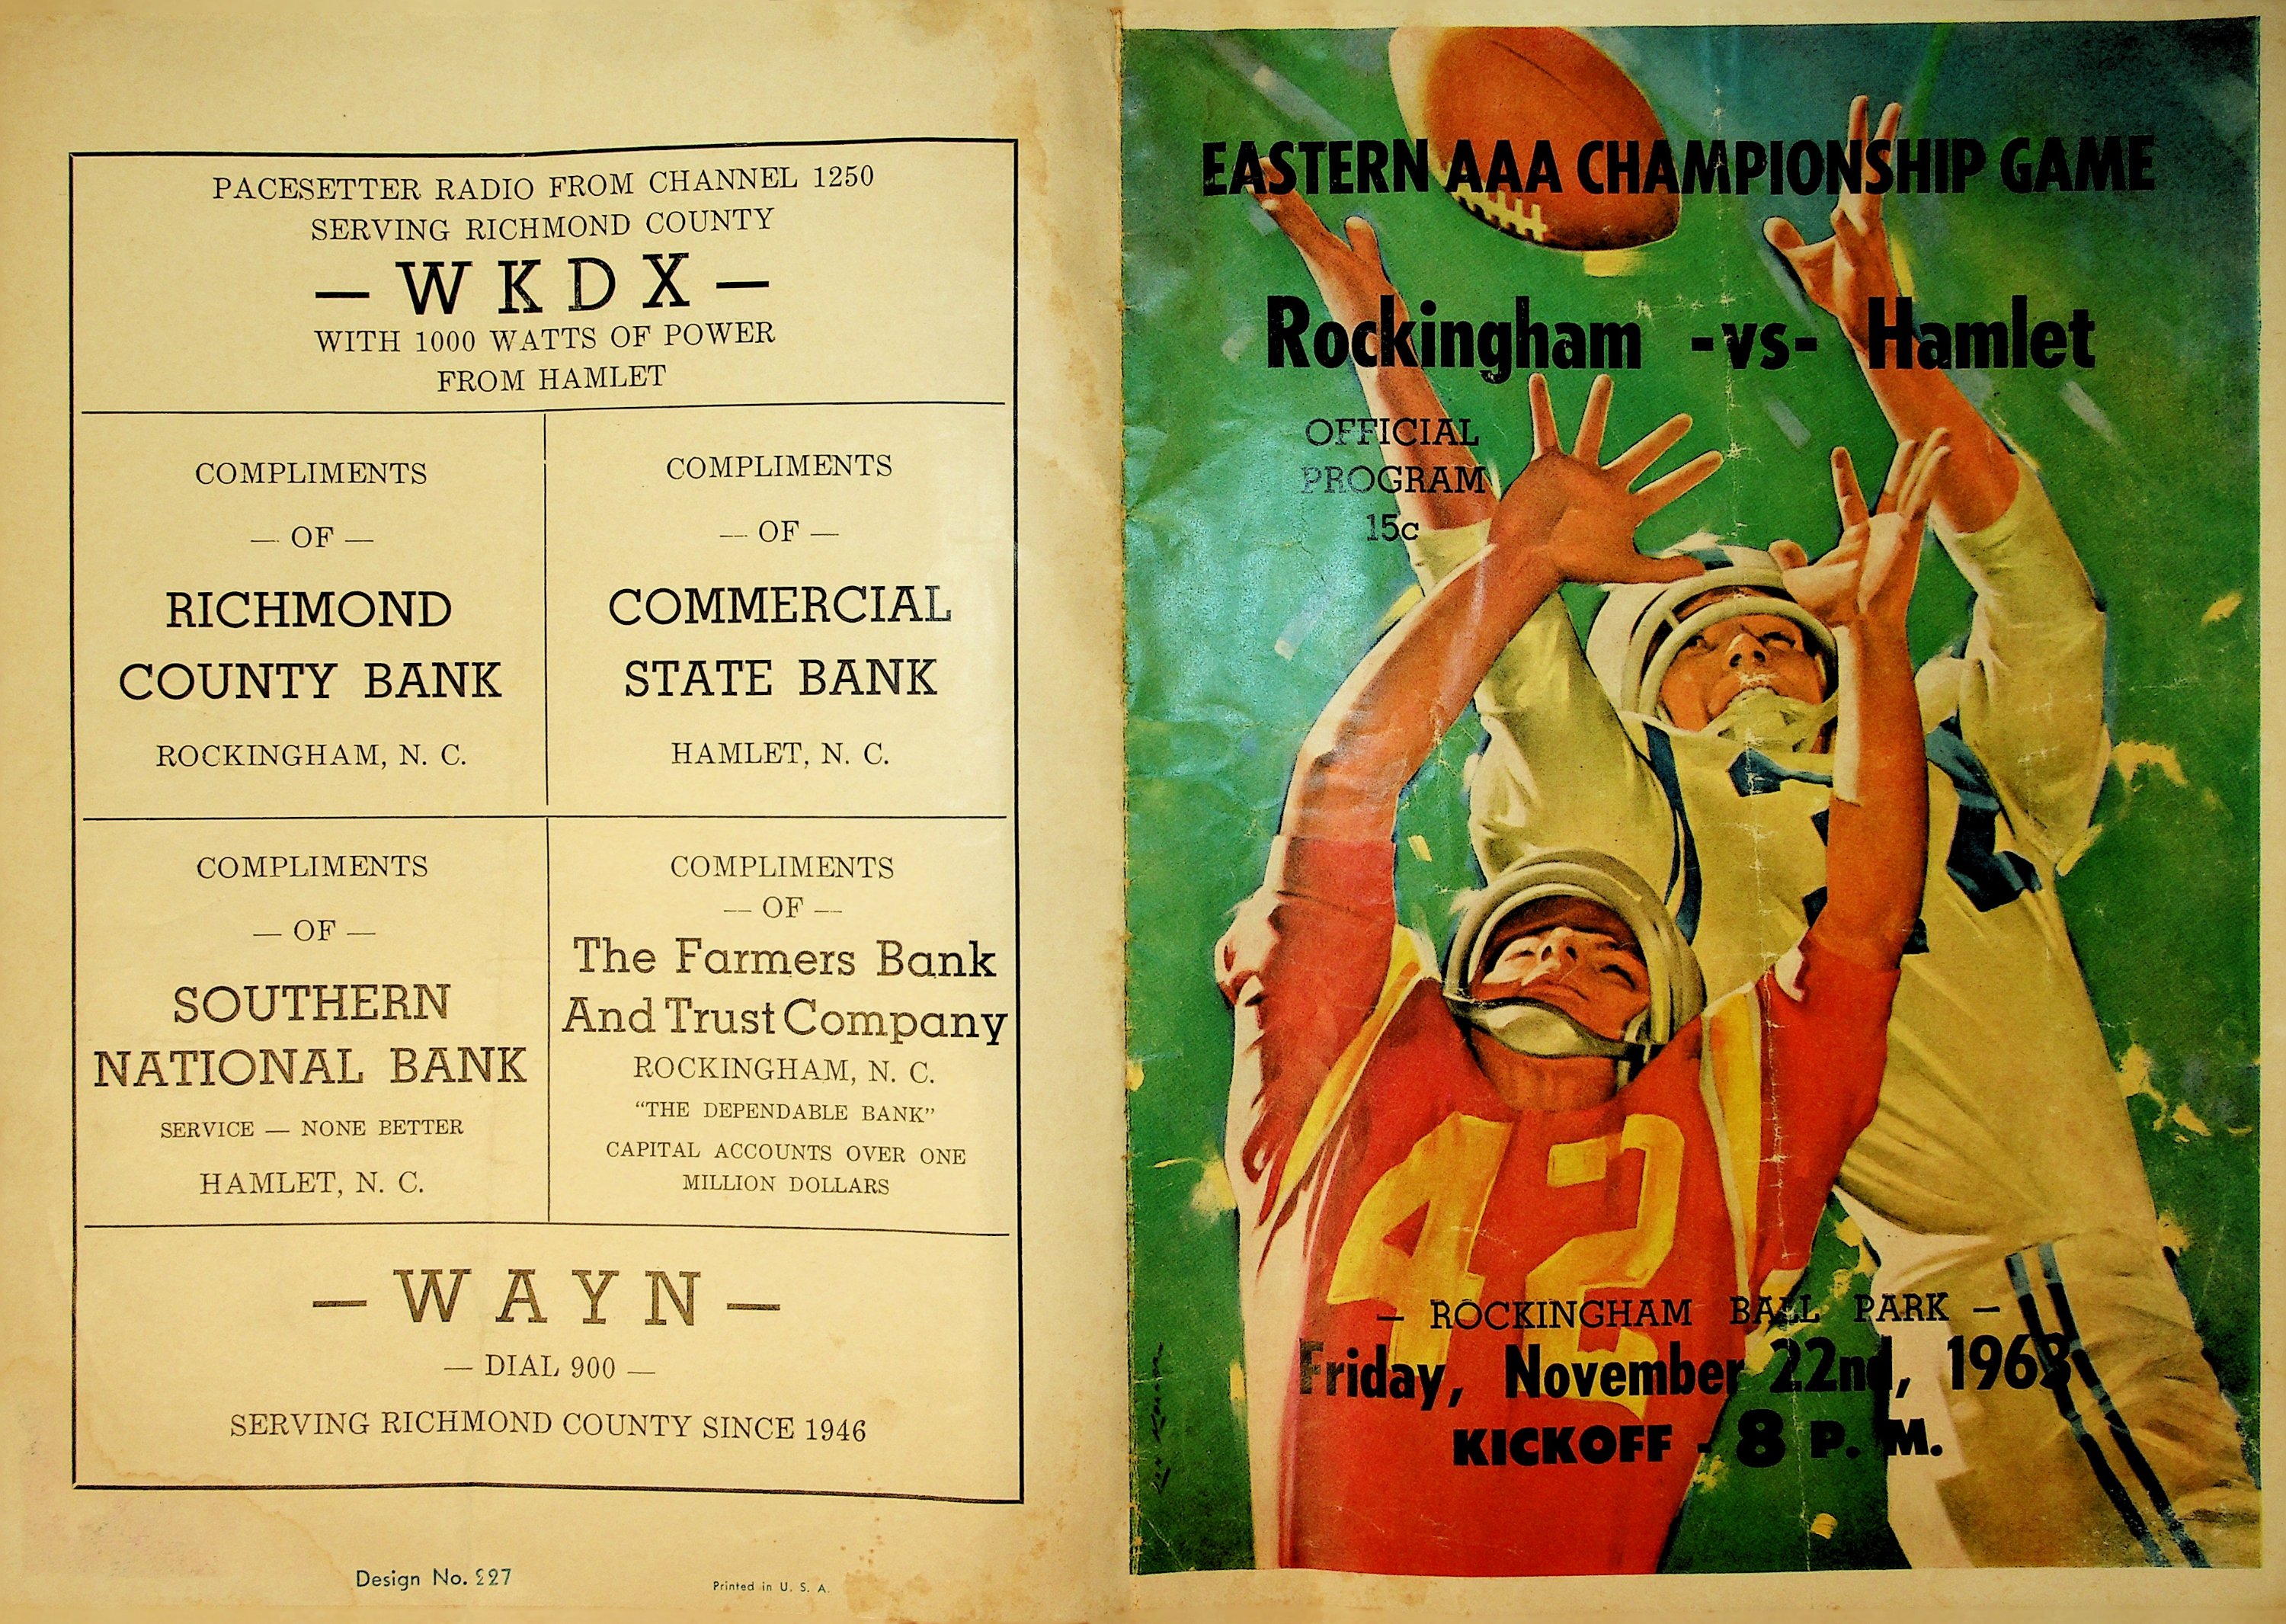 PACESETTER RADIO FROM CHANNEL 1250
SERVING RICHMOND COUNTY
— W K D X —
WITH 1000 WATTS OF POWER
FROM HAMLET
COMPLIMENTS
— OF —
RICHMOND
COUNTY BANK
ROCKINGHAM, N. C.
COMPLIMENTS
— OF —
COMMERCIAL
STATE BANK
HAMLET, N. C.
COMPLIMENTS
— OF —
SOUTHERN
NATIONAL BANK
SERVICE — NONE BETTER
HAMLET, N. C.
COMPLIMENTS
— OF —
The Farmers Bank
And Trust Company
ROCKINGHAM, N. C.
“THE DEPENDABLE BANK”
CAPITAL ACCOUNTS OVER ONE
MILLION DOLLARS
— W A Y N —
— DIAL 900 —
SERVING RICHMOND COUNTY SINCE 1946
Design No. 227
Printed in U. S. A.
EASTERN AAA CHAMPIONSHIP GAME
Rockingham -vs- Hamlet
OFFICIAL
PROGRAM
15c
42
— ROCKINGHAM BALL PARK —
Friday, November 22nd, 1963
KICKOFF - 8 P. M.